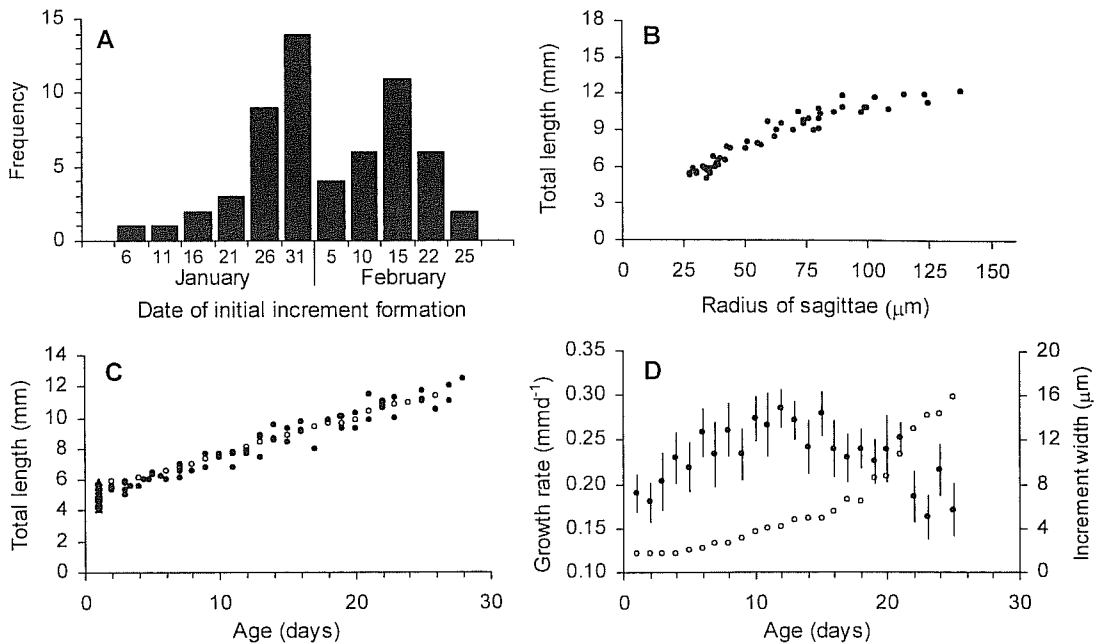 A
15
10
5
0
Frequency
6 11 16 21 26 31 5 10 15 22 25
January February
Date of initial increment formation
B
18
15
12
9
6
3
0
Total length (mm)
0 25 50 75 100 125 150
Radius of sagittae (μm)
C
14
12
10
8
6
4
2
0
Total length (mm)
0 10 20 30
Age (days)
D
0.35
0.30
0.25
0.20
0.15
0.10
Growth rate (mmd-1)
20
16
12
8
4
0
Increment width (μm)
0 10 20 30
Age (days)